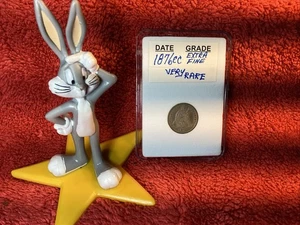 DATE GRADE
1876CC EXTRA
FINE
VERY RARE